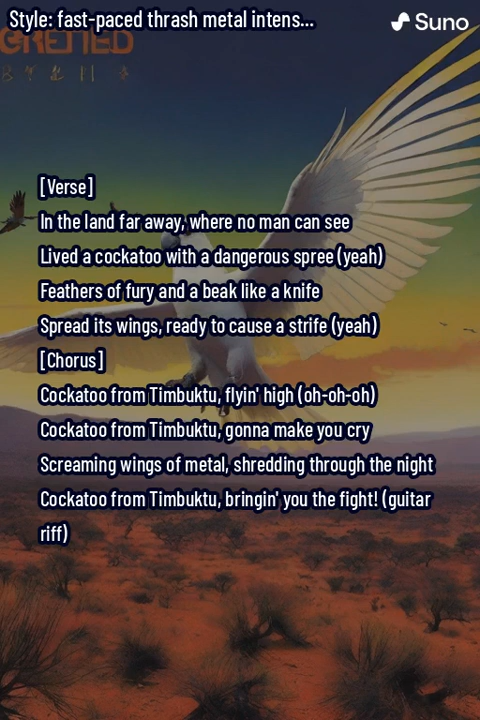 Style: fast-paced thrash metal intens...
Suno
GRETTED
[Verse]
In the land far away, where no man can see
Lived a cockatoo with a dangerous spree (yeah)
Feathers of fury and a beak like a knife
Spread its wings, ready to cause a strife (yeah)
[Chorus]
Cockatoo from Timbuktu, flyin' high (oh-oh-oh)
Cockatoo from Timbuktu, gonna make you cry
Screaming wings of metal, shredding through the night
Cockatoo from Timbuktu, bringin' you the fight! (guitar
riff)